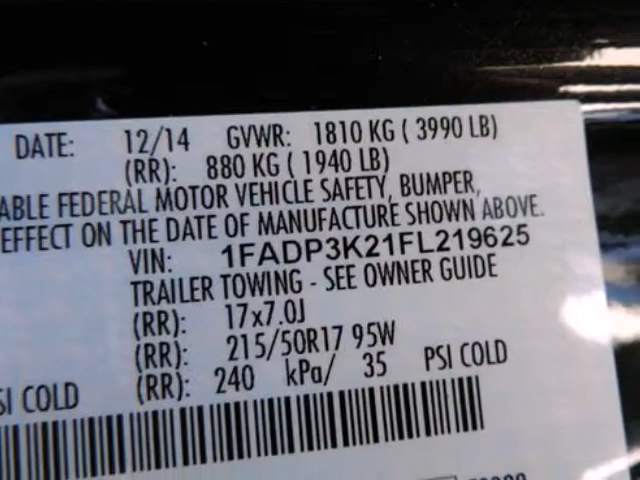 DATE: 12/14 GVWR: 1810 KG ( 3990 LB)
(RR): 880 KG ( 1940 LB)
ABLE FEDERAL MOTOR VEHICLE SAFETY, BUMPER,
EFFECT ON THE DATE OF MANUFACTURE SHOWN ABOVE.
VIN: 1FADP3K21FL219625
TRAILER TOWING - SEE OWNER GUIDE
(RR): 17x7.0J
(RR): 215/50R17 95W
SI COLD (RR): 240 kPa/ 35 PSI COLD